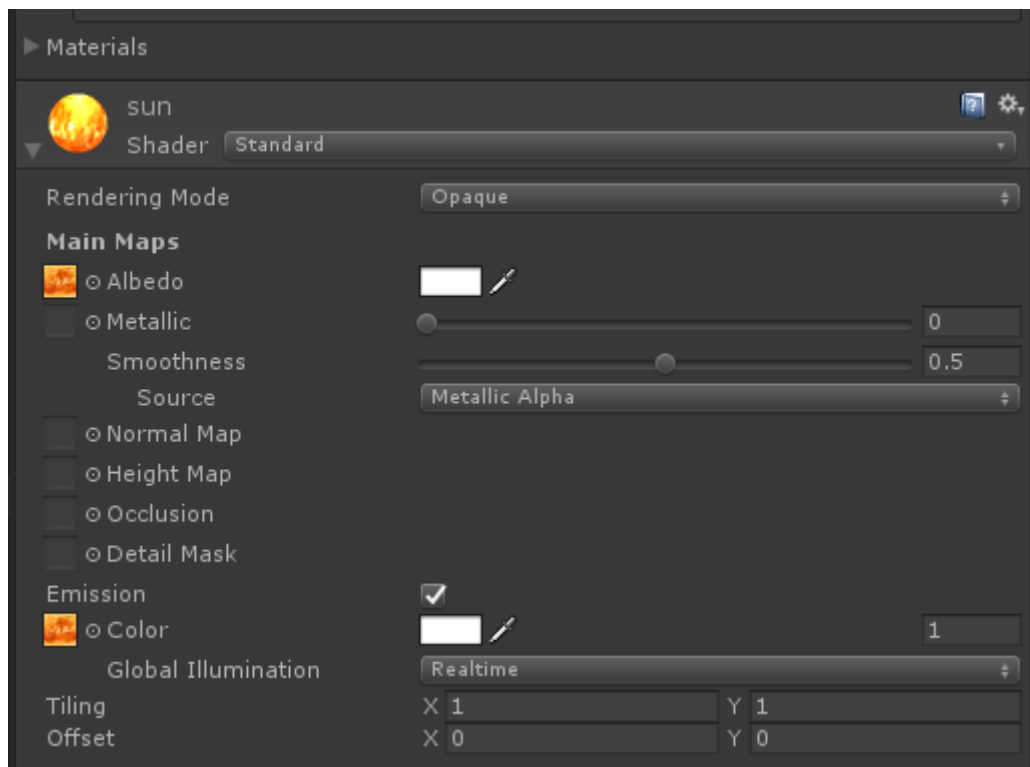 Materials
sun
Shader Standard
Rendering Mode Opaque
Main Maps
Albedo
Metallic 0
Smoothness 0.5
Source Metallic Alpha
Normal Map
Height Map
Occlusion
Detail Mask
Emission
Color 1
Global Illumination Realtime
Tiling X 1 Y 1
Offset X 0 Y 0